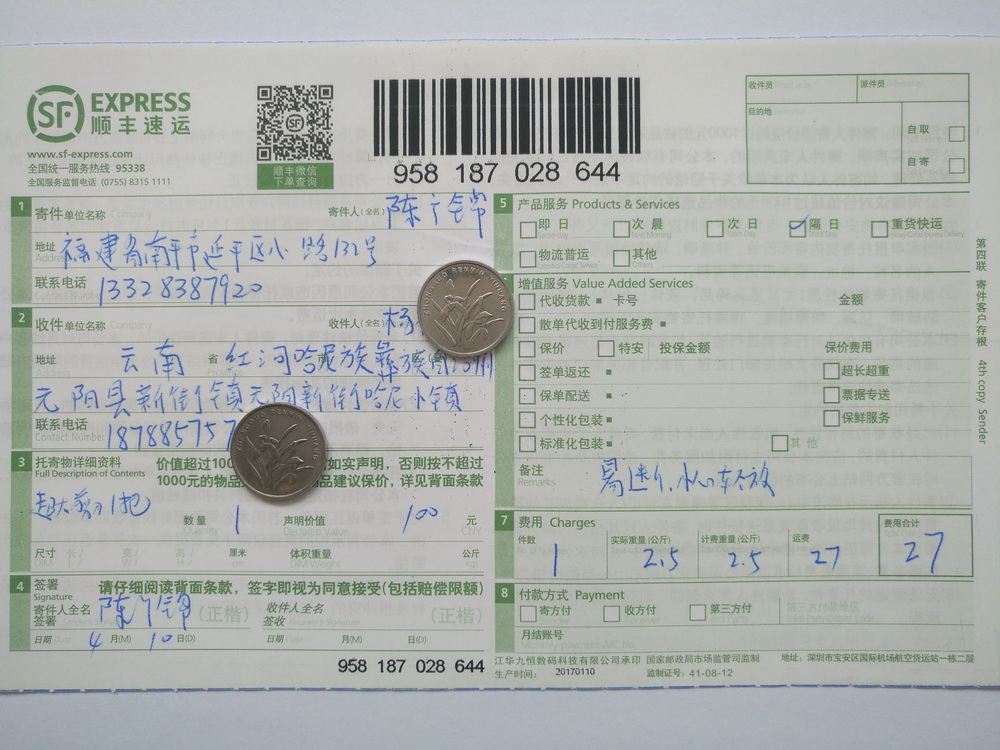 SF EXPRESS
顺丰速运
www.sf-express.com
全国统一服务热线 95338
全国服务监督电话 (0755) 8315 1111
顺丰微信
下单查询
958 187 028 644
收件员
派件员
目的地
自取
自寄
1 寄件 单位名称 Company 寄件人(全名) 陈广锦
地址 福建省南平市延平区小路132号
Address
联系电话 13328387920
2 收件 单位名称 Company 收件人(全名) 杨
地址 云南 省 红河哈尼族彝族自治州
元阳县新街镇元阳新街哈尼小镇
联系电话 187885757
Contact Number
3 托寄物详细资料 价值超过100 如实声明，否则按不超过
Full Description of Contents 1000元的物品 品建议保价，详见背面条款
超大剪刀1把
数量 1 声明价值 100 元
Quantity Declared Value CNY
尺寸 长/ 宽/ 高/ 厘米 体积重量 公斤
DIM L/ W/ H/ CM KG
4 签署 请仔细阅读背面条款，签字即视为同意接受(包括赔偿限额)
Signature
寄件人全名 陈广锦 (正楷) 收件人全名 (正楷)
签署 签收
日期 Date 4 月(M) 10 日(D) 日期 Date 月(M) 日(D)
958 187 028 644
5 产品服务 Products & Services
即日 次晨 次日 隔日 重货快运
物流普运 其他
增值服务 Value Added Services
代收货款 卡号 金额
散单代收到付服务费
保价 特安 投保金额 保价费用
签单返还 超长超重
保单配送 票据专送
个性化包装 保鲜服务
标准化包装 其他
备注
Remarks
轻放
7 费用 Charges 费用合计
件数 实际重量(公斤) 计费重量(公斤) 运费
1 2.5 2.5 27 27
8 付款方式 Payment
寄方付 收方付 第三方付 第三方付款地区
月结账号
江华九恒数码科技有限公司承印 国家邮政局市场监管司监制 地址：深圳市宝安区国际机场航空货运站一栋二层
生产时间： 20170110 监制证号：41-08-12
第四联 寄件客户存根 4th copy Sender